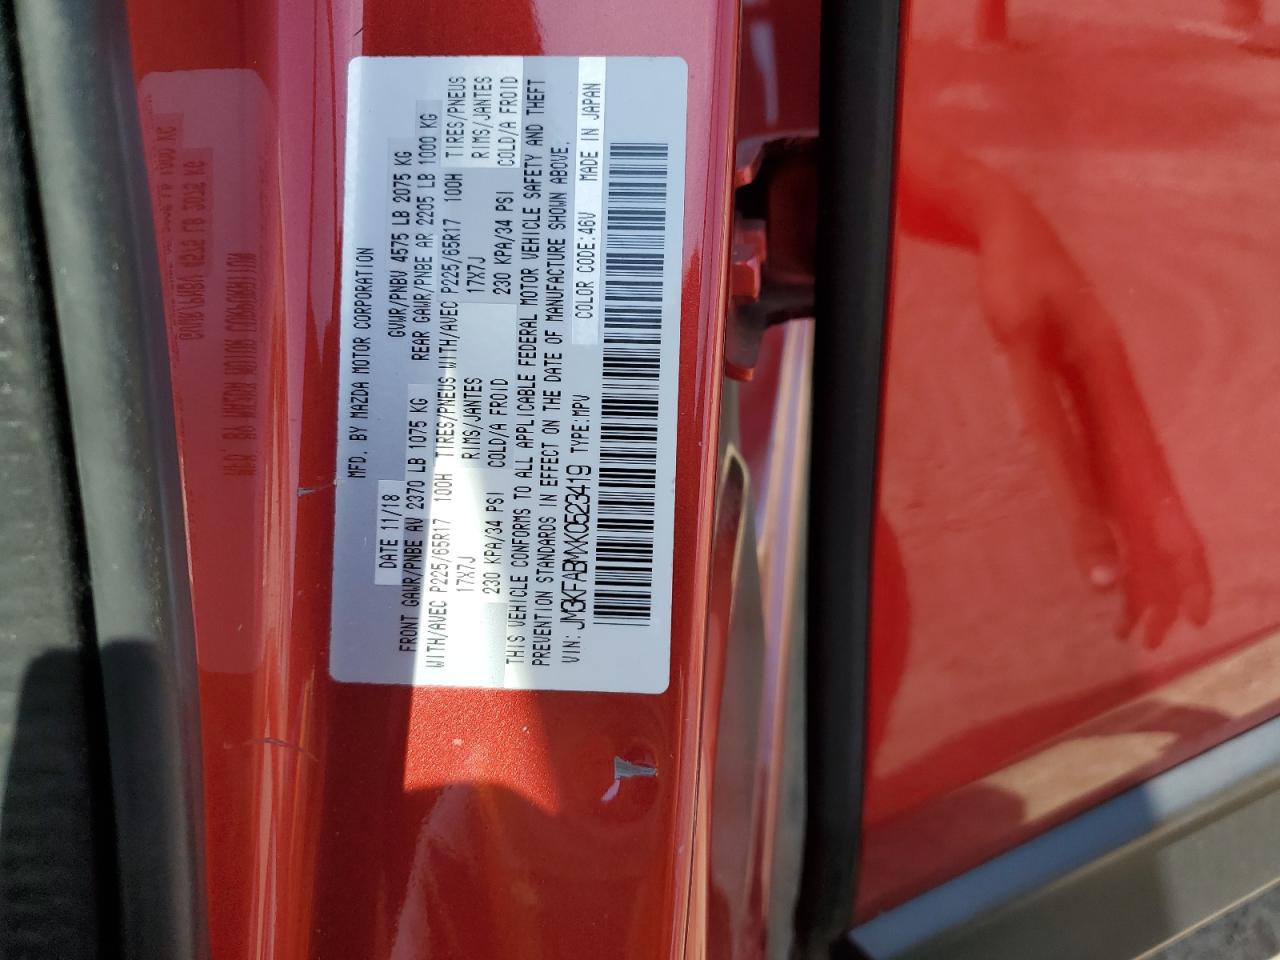 MFD. BY MAZDA MOTOR CORPORATION
DATE 11/18 GVWR/PNBV 4575 LB 2075 KG
FRONT GAWR/PNBE AV 2370 LB 1075 KG REAR GAWR/PNBE AR 2205 LB 1000 KG
WITH/AVEC P225/65R17 100H TIRES/PNEUS WITH/AVEC P225/65R17 100H TIRES/PNEUS
17X7J RIMS/JANTES 17X7J RIMS/JANTES
230 KPA/34 PSI COLD/A FROID 230 KPA/34 PSI COLD/A FROID
THIS VEHICLE CONFORMS TO ALL APPLICABLE FEDERAL MOTOR VEHICLE SAFETY AND THEFT
PREVENTION STANDARDS IN EFFECT ON THE DATE OF MANUFACTURE SHOWN ABOVE.
VIN: JM3KFABMXK0523419 TYPE:MPV COLOR CODE:46V MADE IN JAPAN